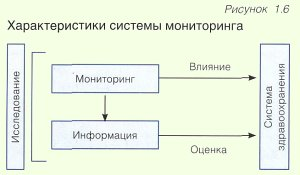 Рисунок 1.6
Характеристики системы мониторинга
Исследование
Мониторинг
Влияние
Информация
Оценка
Система
здравоохранения